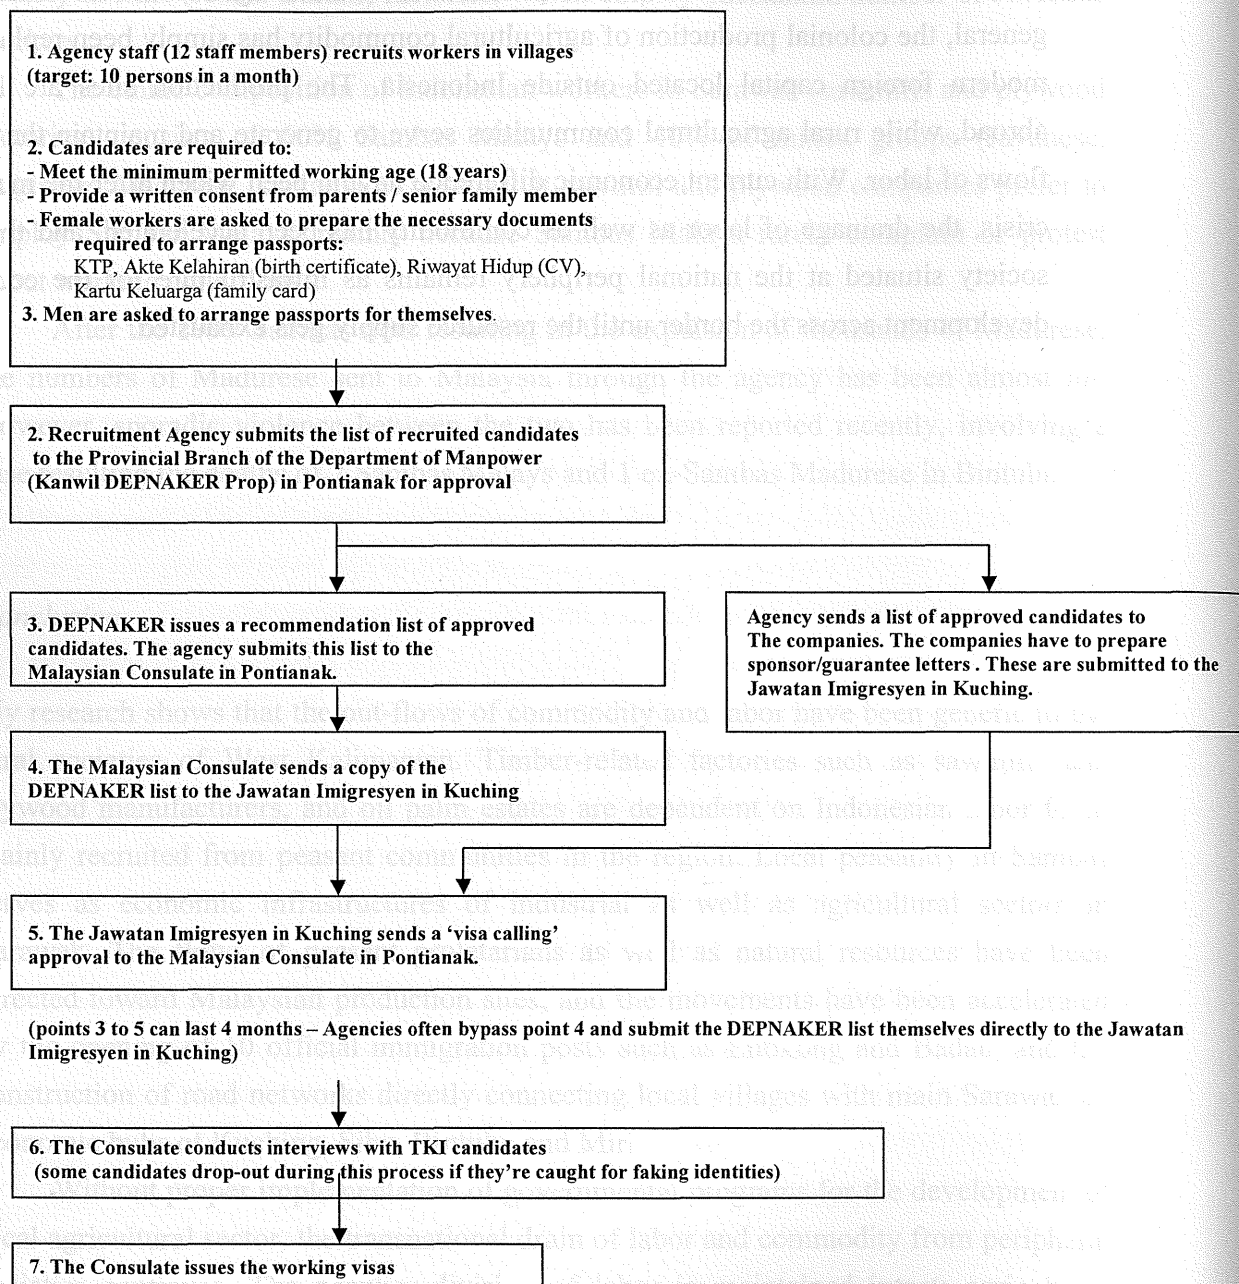 1. Agency staff (12 staff members) recruits workers in villages
(target: 10 persons in a month)
2. Candidates are required to:
- Meet the minimum permitted working age (18 years)
- Provide a written consent from parents / senior family member
- Female workers are asked to prepare the necessary documents
required to arrange passports:
KTP, Akte Kelahiran (birth certificate), Riwayat Hidup (CV),
Kartu Keluarga (family card)
3. Men are asked to arrange passports for themselves.
2. Recruitment Agency submits the list of recruited candidates
to the Provincial Branch of the Department of Manpower
(Kanwil DEPNAKER Prop) in Pontianak for approval
3. DEPNAKER issues a recommendation list of approved
candidates. The agency submits this list to the
Malaysian Consulate in Pontianak.
Agency sends a list of approved candidates to
The companies. The companies have to prepare
sponsor/guarantee letters . These are submitted to the
Jawatan Imigresyen in Kuching.
4. The Malaysian Consulate sends a copy of the
DEPNAKER list to the Jawatan Imigresyen in Kuching
5. The Jawatan Imigresyen in Kuching sends a ‘visa calling’
approval to the Malaysian Consulate in Pontianak.
(points 3 to 5 can last 4 months – Agencies often bypass point 4 and submit the DEPNAKER list themselves directly to the Jawatan
Imigresyen in Kuching)
6. The Consulate conducts interviews with TKI candidates
(some candidates drop-out during this process if they're caught for faking identities)
7. The Consulate issues the working visas